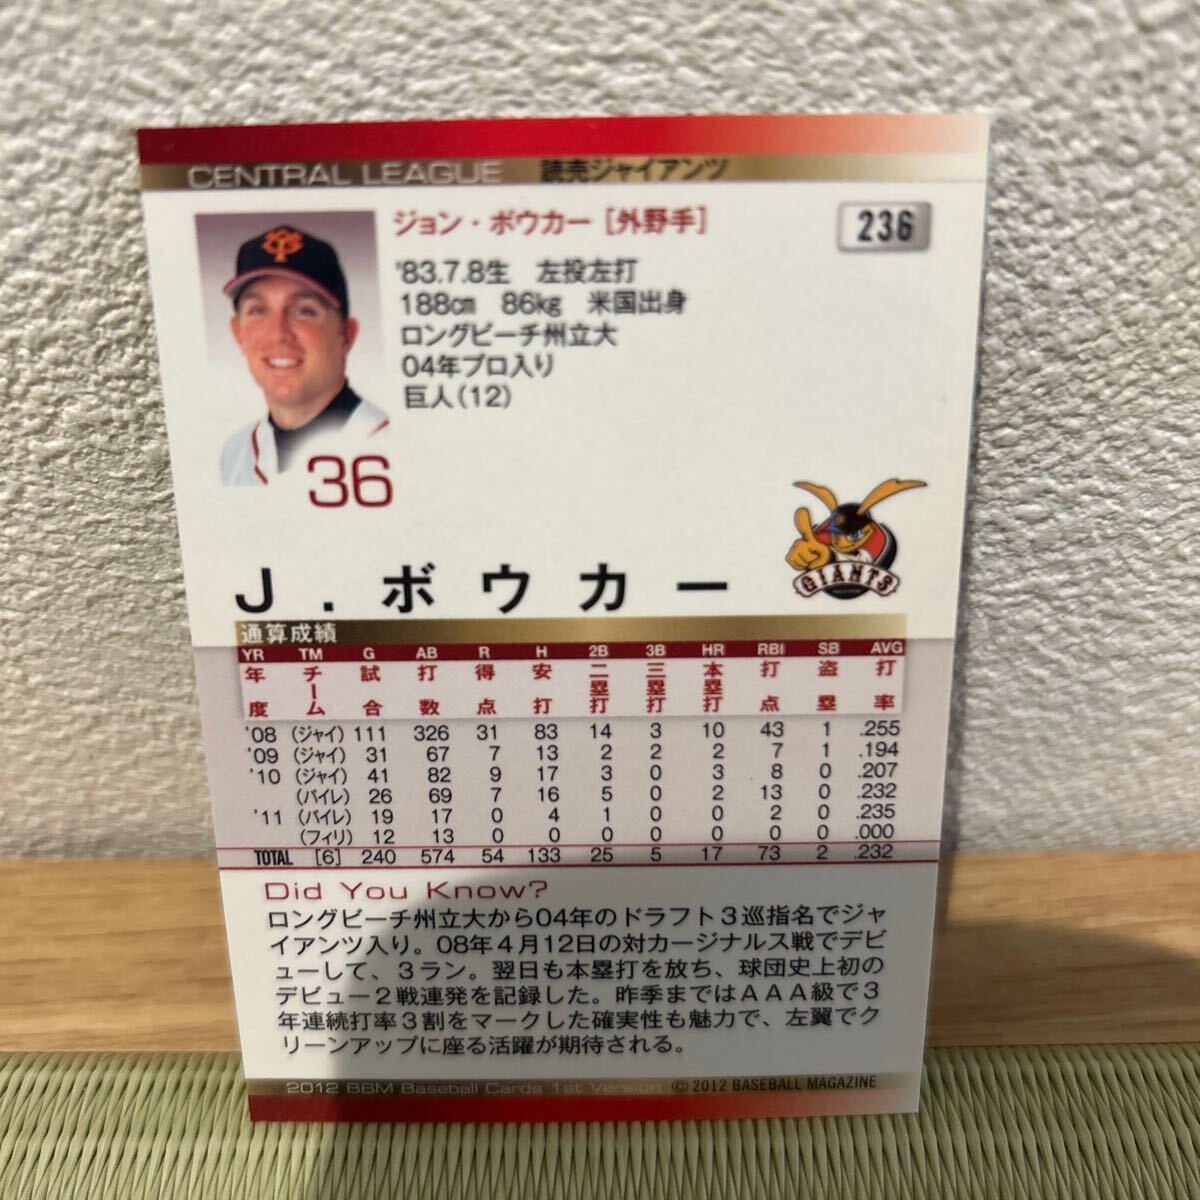 CENTRAL LEAGUE 読売ジャイアンツ
ジョン・ボウカー［外野手］ 236
'83.7.8生 左投左打
188cm 86kg 米国出身
ロングビーチ州立大
04年プロ入り
巨人(12)
36
GIANTS
J.ボウカー
通算成績
YR TM G AB R H 2B 3B HR RBI SB AVG
年度 チーム 試合 打数 得点 安打 二塁打 三塁打 本塁打 打点 盗塁 打率
'08 (ジャイ) 111 326 31 83 14 3 10 43 1 .255
'09 (ジャイ) 31 67 7 13 2 2 2 7 1 .194
'10 (ジャイ) 41 82 9 17 3 0 3 8 0 .207
(パイレ) 26 69 7 16 5 0 2 13 0 .232
'11 (パイレ) 19 17 0 4 1 0 0 2 0 .235
(フィリ) 12 13 0 0 0 0 0 0 0 .000
TOTAL [6] 240 574 54 133 25 5 17 73 2 .232
Did You Know?
ロングビーチ州立大から04年のドラフト3巡指名でジャ
イアンツ入り。08年4月12日の対カージナルス戦でデビ
ューして、3ラン。翌日も本塁打を放ち、球団史上初の
デビュー2戦連発を記録した。昨季まではAAA級で3
年連続打率3割をマークした確実性も魅力で、左翼でク
リーンアップに座る活躍が期待される。
2012 BBM Baseball Cards 1st Version © 2012 BASEBALL MAGAZINE